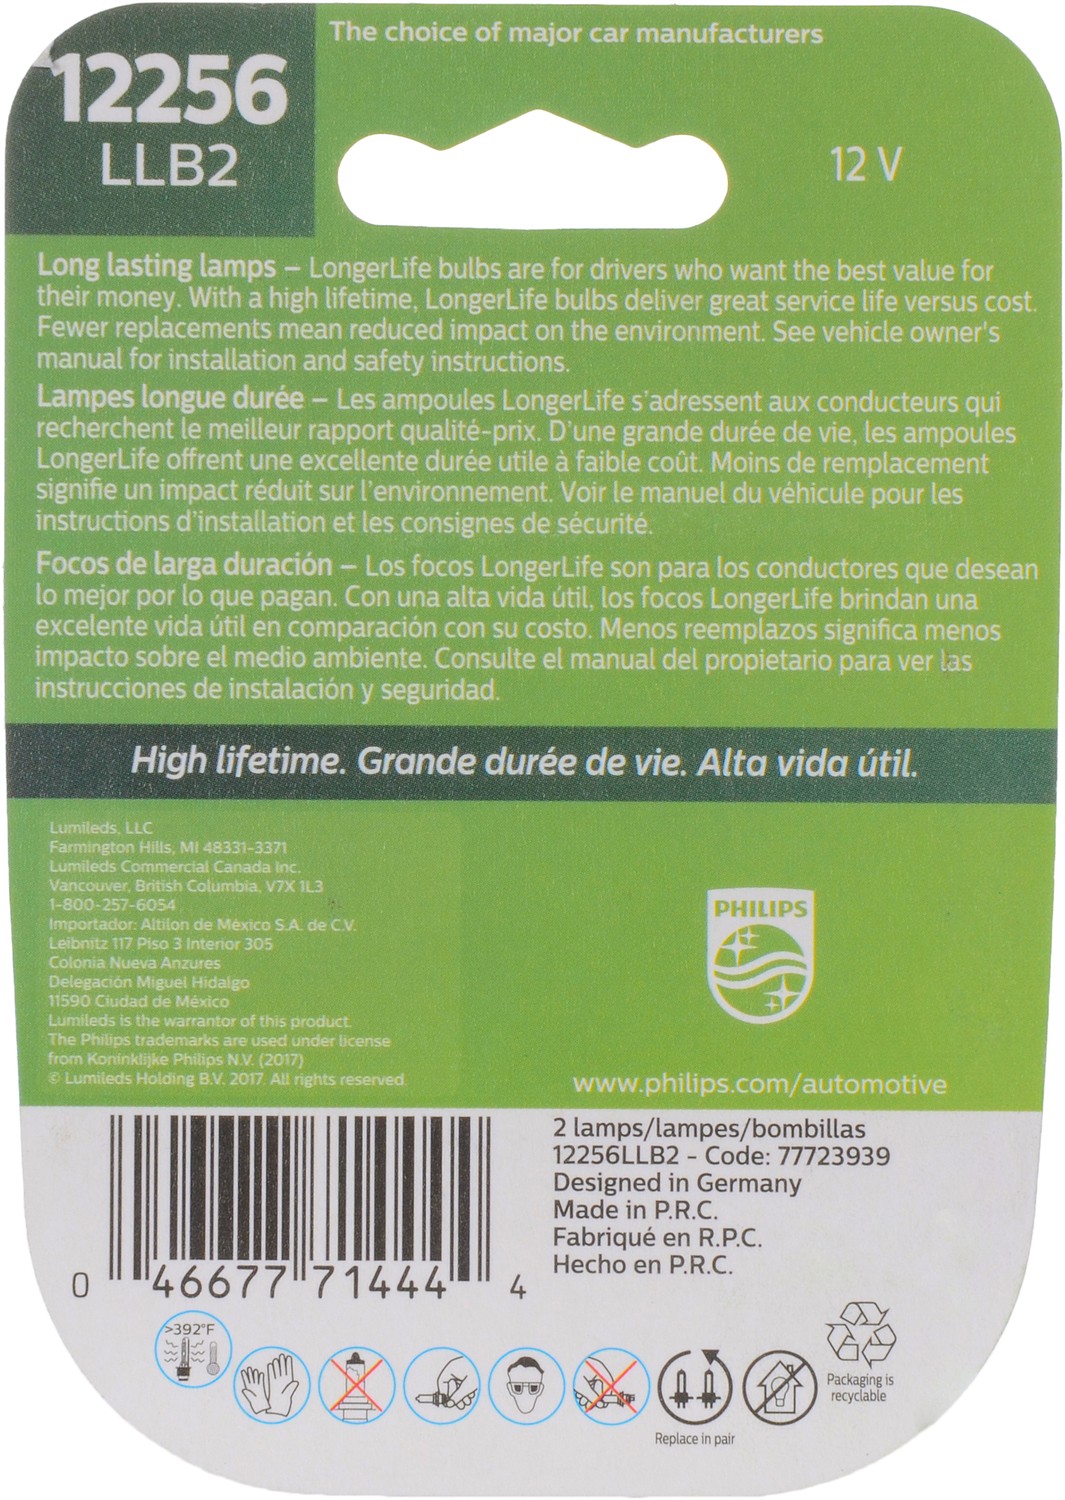 The choice of major car manufacturers
12256
LLB2
12 V
Long lasting lamps – LongerLife bulbs are for drivers who want the best value for
their money. With a high lifetime, LongerLife bulbs deliver great service life versus cost.
Fewer replacements mean reduced impact on the environment. See vehicle owner's
manual for installation and safety instructions.
Lampes longue durée – Les ampoules LongerLife s'adressent aux conducteurs qui
recherchent le meilleur rapport qualité-prix. D'une grande durée de vie, les ampoules
LongerLife offrent une excellente durée utile à faible coût. Moins de remplacement
signifie un impact réduit sur l'environnement. Voir le manuel du véhicule pour les
instructions d'installation et les consignes de sécurité.
Focos de larga duración – Los focos LongerLife son para los conductores que desean
lo mejor por lo que pagan. Con una alta vida útil, los focos LongerLife brindan una
excelente vida útil en comparación con su costo. Menos reemplazos significa menos
impacto sobre el medio ambiente. Consulte el manual del propietario para ver las
instrucciones de instalación y seguridad.
High lifetime. Grande durée de vie. Alta vida útil.
Lumileds, LLC
Farmington Hills, MI 48331-3371
Lumileds Commercial Canada Inc.
Vancouver, British Columbia, V7X 1L3
1-800-257-6054
Importador: Altilon de México S.A. de C.V.
Leibnitz 117 Piso 3 Interior 305
Colonia Nueva Anzures
Delegación Miguel Hidalgo
11590 Ciudad de México
Lumileds is the warrantor of this product.
The Philips trademarks are used under license
from Koninklijke Philips N.V. (2017)
© Lumileds Holding B.V. 2017. All rights reserved.
PHILIPS
www.philips.com/automotive
2 lamps/lampes/bombillas
12256LLB2 - Code: 77723939
Designed in Germany
Made in P.R.C.
Fabriqué en R.P.C.
Hecho en P.R.C.
0 46677 71444 4
>392°F
Replace in pair
Packaging is
recyclable